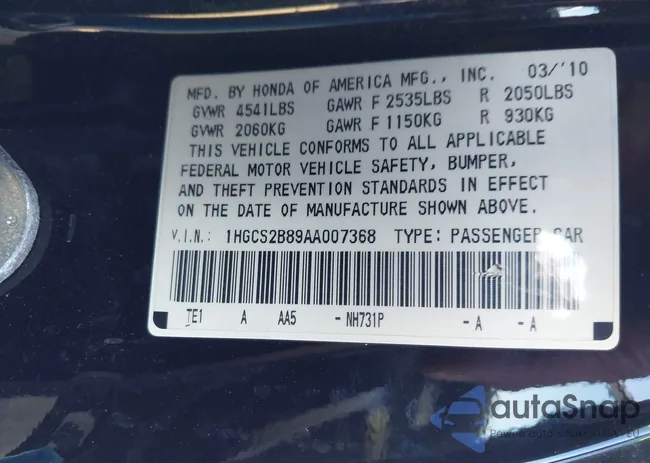 MFD. BY HONDA OF AMERICA MFG., INC. 03/'10
GVWR 4541LBS GAWR F 2535LBS R 2050LBS
GVWR 2060KG GAWR F 1150KG R 930KG
THIS VEHICLE CONFORMS TO ALL APPLICABLE
FEDERAL MOTOR VEHICLE SAFETY, BUMPER,
AND THEFT PREVENTION STANDARDS IN EFFECT
ON THE DATE OF MANUFACTURE SHOWN ABOVE.
V.I.N.: 1HGCS2B89AA007368 TYPE: PASSENGER CAR
TE1 A AA5 - NH731P - A - A
autaSnap